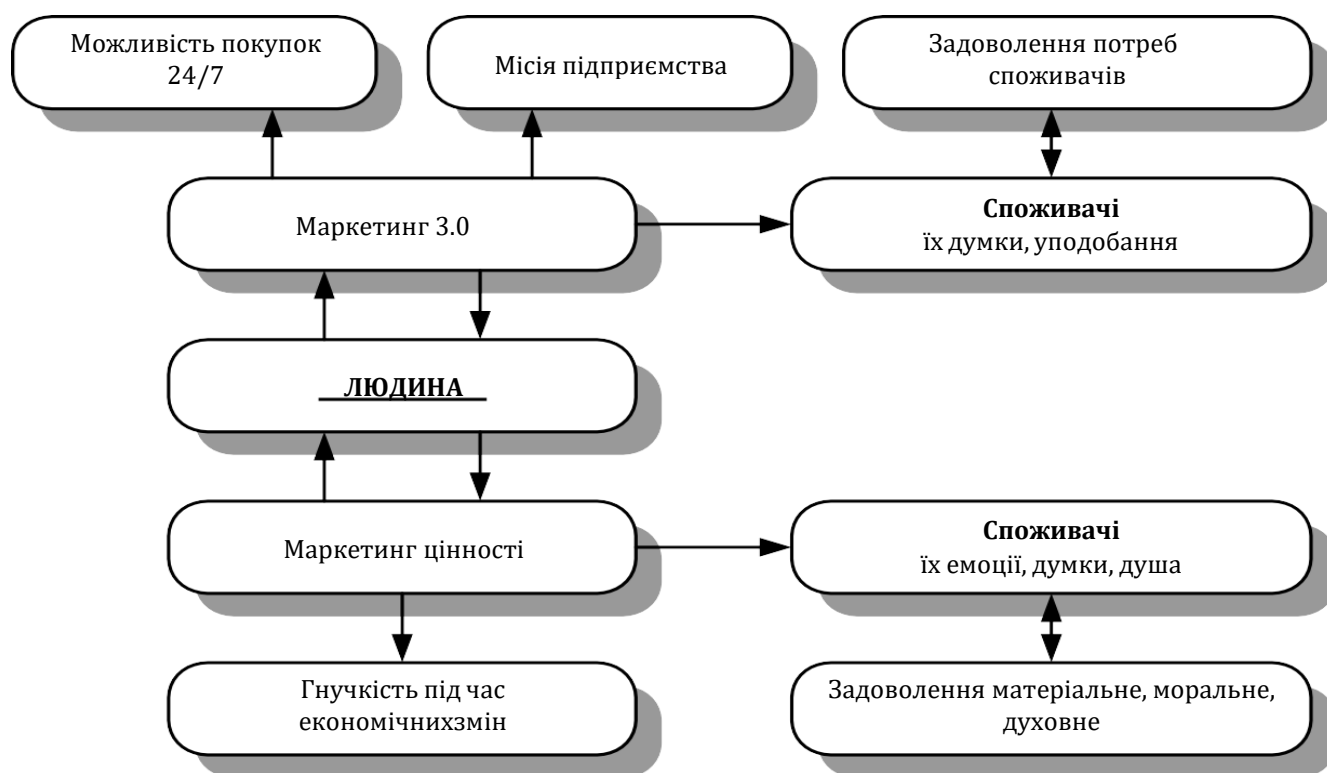 Можливість покупок
24/7
Місія підприємства
Задоволення потреб
споживачів
Маркетинг 3.0
Споживачі
їх думки, уподобання
ЛЮДИНА
Маркетинг цінності
Споживачі
їх емоції, думки, душа
Гнучкість під час
економічнихзмін
Задоволення матеріальне, моральне,
духовне